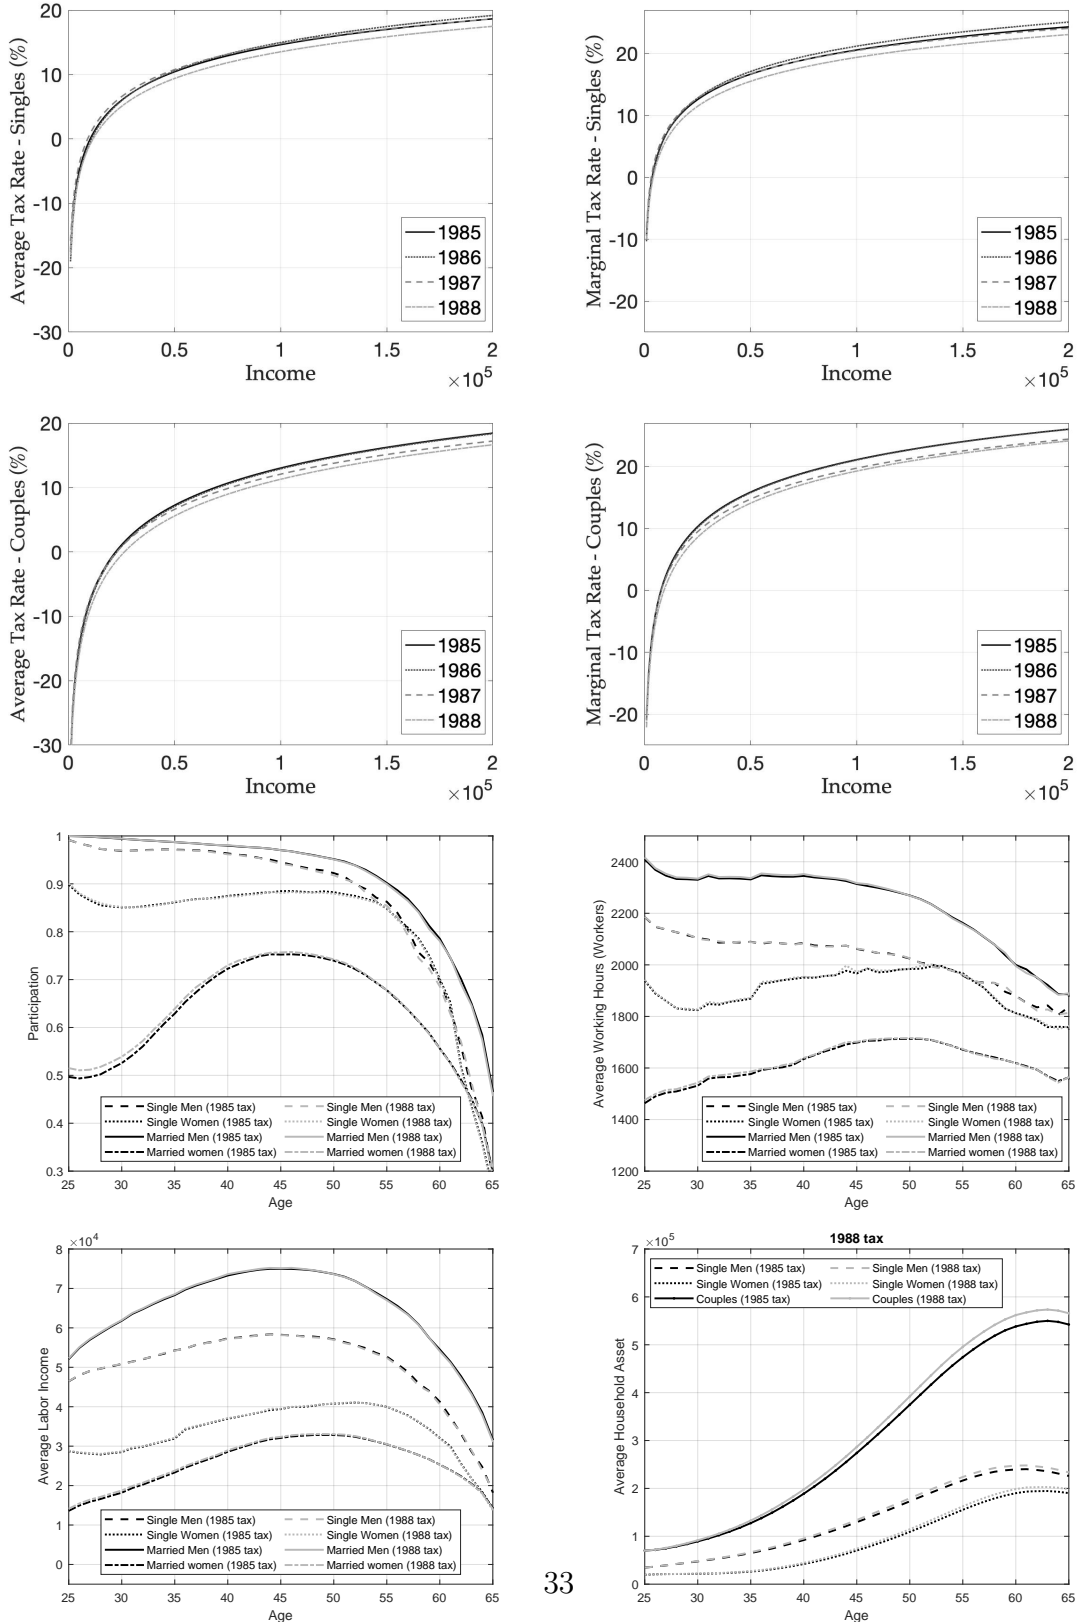 Average Tax Rate - Singles (%)
20
10
0
-10
-20
-30
1985
1986
1987
1988
0 0.5 1 1.5 2
Income
×10⁵
Marginal Tax Rate - Singles (%)
20
10
0
-10
-20
1985
1986
1987
1988
0 0.5 1 1.5 2
Income
×10⁵
Average Tax Rate - Couples (%)
20
10
0
-10
-20
-30
1985
1986
1987
1988
0 0.5 1 1.5 2
Income
×10⁵
Marginal Tax Rate - Couples (%)
20
10
0
-10
-20
1985
1986
1987
1988
0 0.5 1 1.5 2
Income
×10⁵
Participation
1
0.9
0.8
0.7
0.6
0.5
0.4
0.3
Single Men (1985 tax) Single Men (1988 tax)
Single Women (1985 tax) Single Women (1988 tax)
Married Men (1985 tax) Married Men (1988 tax)
Married women (1985 tax) Married women (1988 tax)
25 30 35 40 45 50 55 60 65
Age
Average Working Hours (Workers)
2400
2200
2000
1800
1600
1400
1200
Single Men (1985 tax) Single Men (1988 tax)
Single Women (1985 tax) Single Women (1988 tax)
Married Men (1985 tax) Married Men (1988 tax)
Married women (1985 tax) Married women (1988 tax)
25 30 35 40 45 50 55 60 65
Age
×10⁴
Average Labor Income
8
7
6
5
4
3
2
1
0
Single Men (1985 tax) Single Men (1988 tax)
Single Women (1985 tax) Single Women (1988 tax)
Married Men (1985 tax) Married Men (1988 tax)
Married women (1985 tax) Married women (1988 tax)
25 30 35 40 45 50 55 60 65
Age
×10⁵
1988 tax
Average Household Asset
7
6
5
4
3
2
1
0
Single Men (1985 tax) Single Men (1988 tax)
Single Women (1985 tax) Single Women (1988 tax)
Couples (1985 tax) Couples (1988 tax)
25 30 35 40 45 50 55 60 65
Age
33